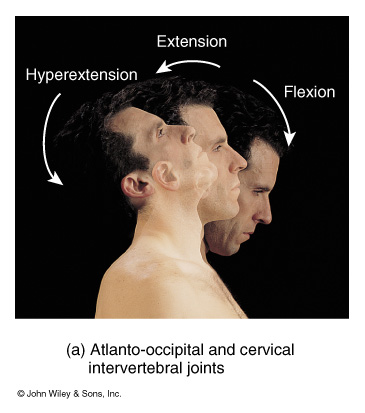 Extension
Hyperextension
Flexion
(a) Atlanto-occipital and cervical
intervertebral joints
© John Wiley & Sons, Inc.